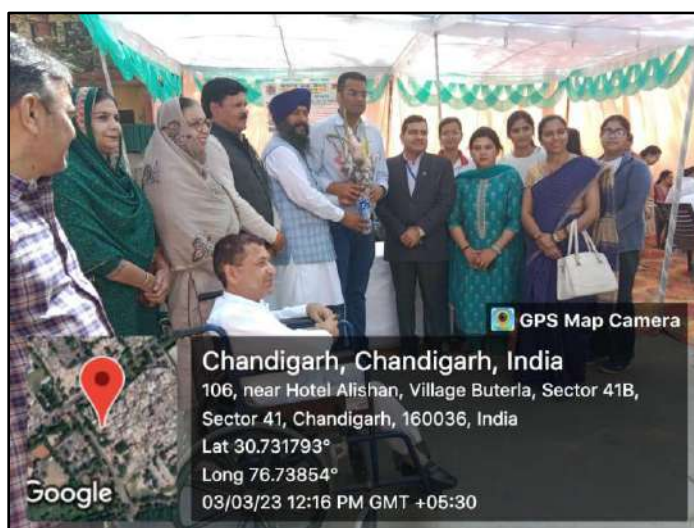 GPS Map Camera
Chandigarh, Chandigarh, India
106, near Hotel Alishan, Village Buterla, Sector 41B,
Sector 41, Chandigarh, 160036, India
Lat 30.731793°
Long 76.73854°
03/03/23 12:16 PM GMT +05:30
Google